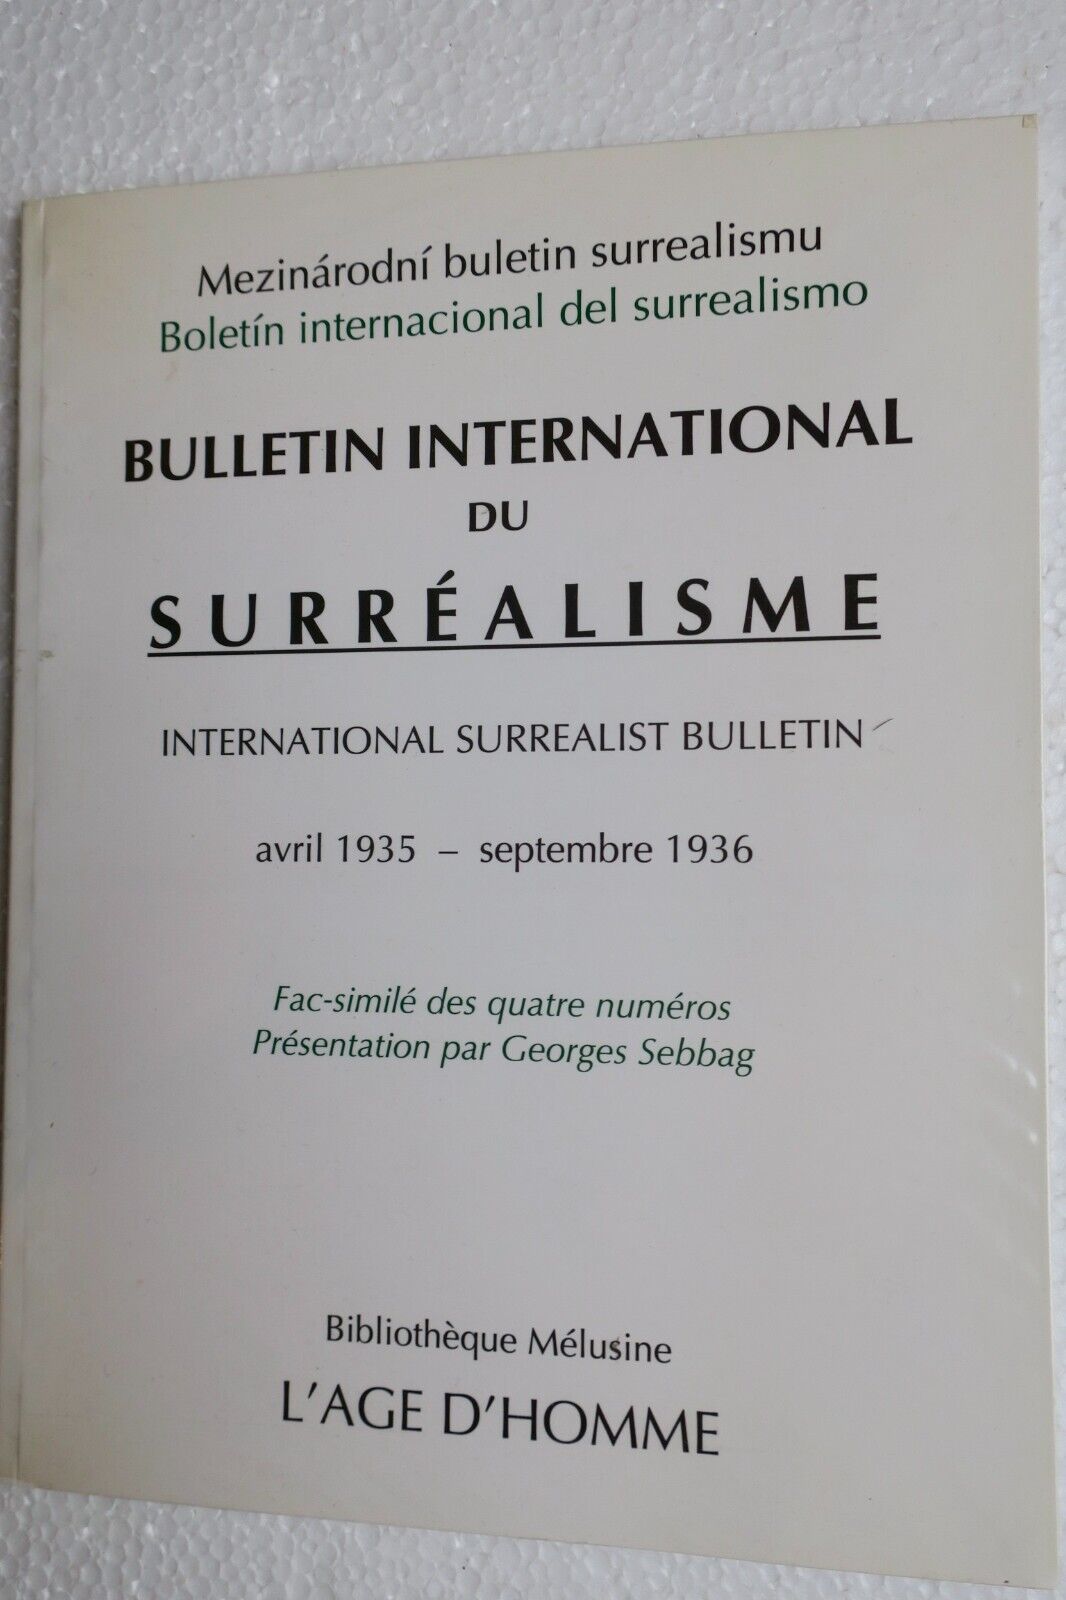 Mezinárodní buletin surrealismu
Boletín internacional del surrealismo
BULLETIN INTERNATIONAL
DU
SURRÉALISME
INTERNATIONAL SURREALIST BULLETIN
avril 1935 – septembre 1936
Fac-similé des quatre numéros
Présentation par Georges Sebbag
Bibliothèque Mélusine
L'AGE D'HOMME